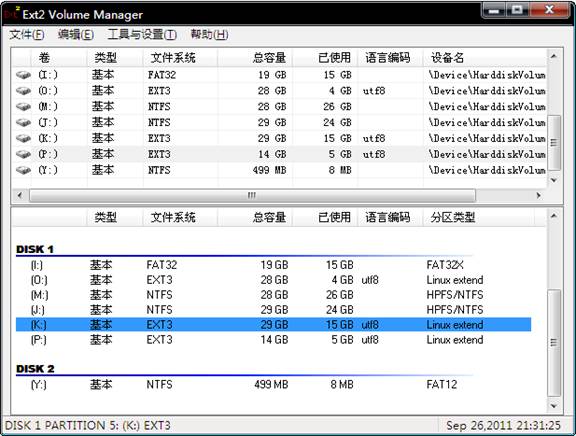 Ext2 Volume Manager
文件(F) 编辑(E) 工具与设置(T) 帮助(H)
卷 类型 文件系统 总容量 已使用 语言编码 设备名
(I:) 基本 FAT32 19 GB 15 GB \Device\HarddiskVolum
(O:) 基本 EXT3 28 GB 4 GB utf8 \Device\HarddiskVolum
(M:) 基本 NTFS 28 GB 26 GB \Device\HarddiskVolum
(J:) 基本 NTFS 29 GB 24 GB \Device\HarddiskVolum
(K:) 基本 EXT3 29 GB 15 GB utf8 \Device\HarddiskVolum
(P:) 基本 EXT3 14 GB 5 GB utf8 \Device\HarddiskVolum
(Y:) 基本 NTFS 499 MB 8 MB \Device\HarddiskVolum
类型 文件系统 总容量 已使用 语言编码 分区类型
DISK 1
(I:) 基本 FAT32 19 GB 15 GB FAT32X
(O:) 基本 EXT3 28 GB 4 GB utf8 Linux extend
(M:) 基本 NTFS 28 GB 26 GB HPFS/NTFS
(J:) 基本 NTFS 29 GB 24 GB HPFS/NTFS
(K:) 基本 EXT3 29 GB 15 GB utf8 Linux extend
(P:) 基本 EXT3 14 GB 5 GB utf8 Linux extend
DISK 2
(Y:) 基本 NTFS 499 MB 8 MB FAT12
DISK 1 PARTITION 5: (K:) EXT3 Sep 26,2011 21:31:25